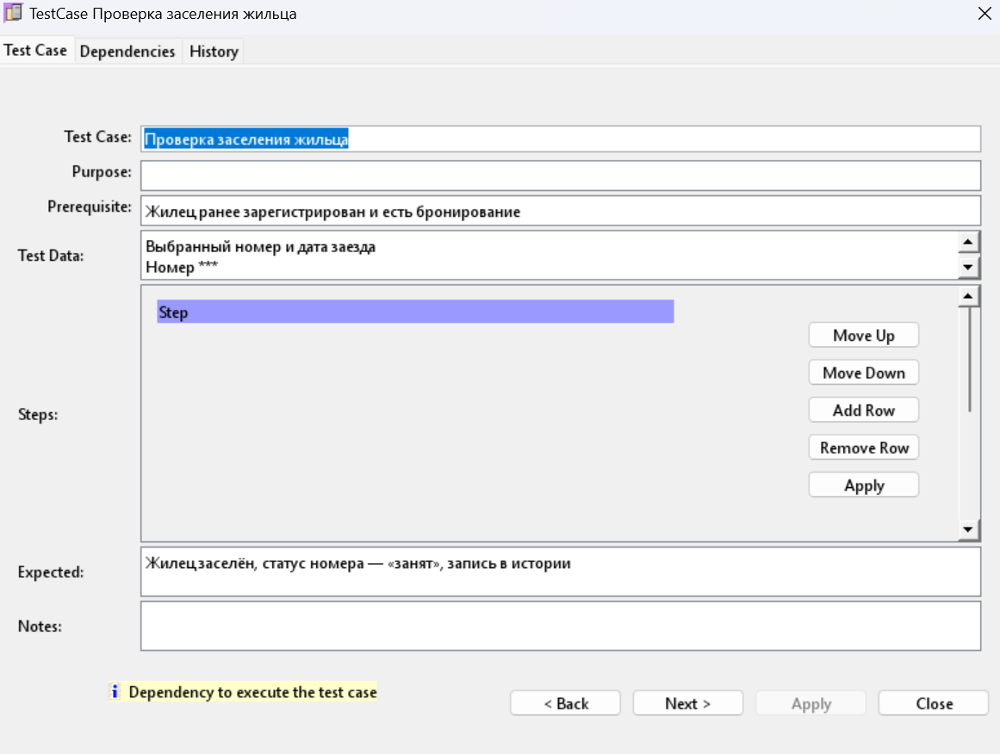 TestCase Проверка заселения жильца
Test Case Dependencies History
Test Case: Проверка заселения жильца
Purpose:
Prerequisite: Жилец ранее зарегистрирован и есть бронирование
Test Data: Выбранный номер и дата заезда
Номер ***
Step
Move Up
Move Down
Add Row
Steps:
Remove Row
Apply
Expected: Жилец заселён, статус номера — «занят», запись в истории
Notes:
i Dependency to execute the test case
< Back Next > Apply Close